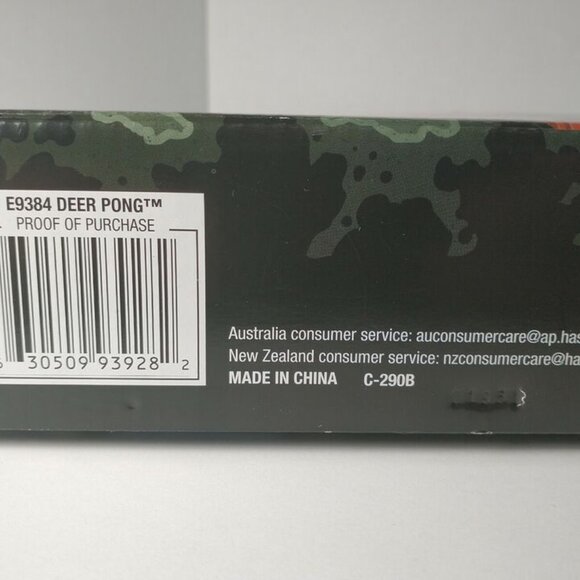 E9384 DEER PONG™
PROOF OF PURCHASE
30509 93928 2
Australia consumer service: auconsumercare@ap.has
New Zealand consumer service: nzconsumercare@ha
MADE IN CHINA C-290B